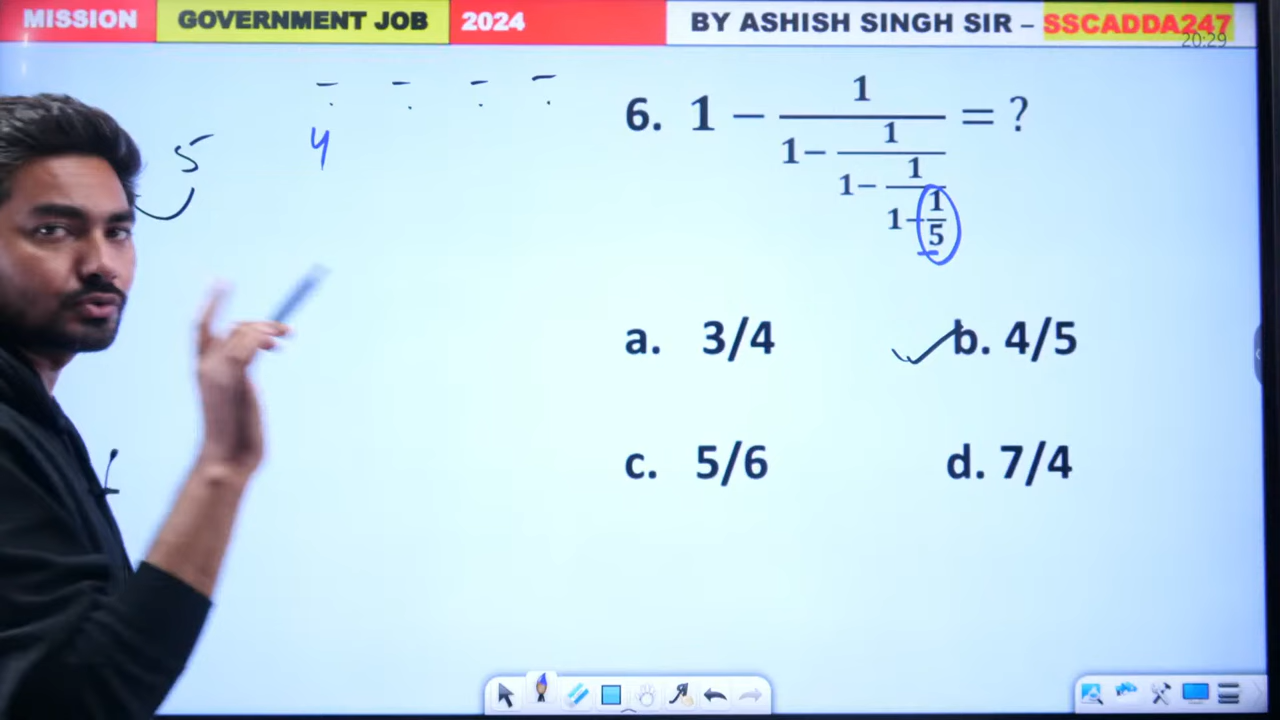 MISSION GOVERNMENT JOB 2024 BY ASHISH SINGH SIR – SSCADDA247
20:29
5
4
6. 1 − 1/(1− 1/(1− 1/(1− 1/5))) = ?
a. 3/4
b. 4/5
c. 5/6
d. 7/4